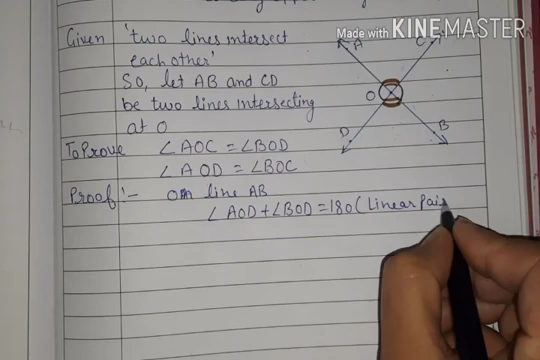 Made with KINEMASTER
Given 'two lines intersect
each other'
So, let AB and CD
be two lines intersecting
at O
To Prove ∠AOC = ∠BOD
∠AOD = ∠BOC
Proof:- On line AB
∠AOD+∠BOD=180(Linear Pai
A
C
O
D
B